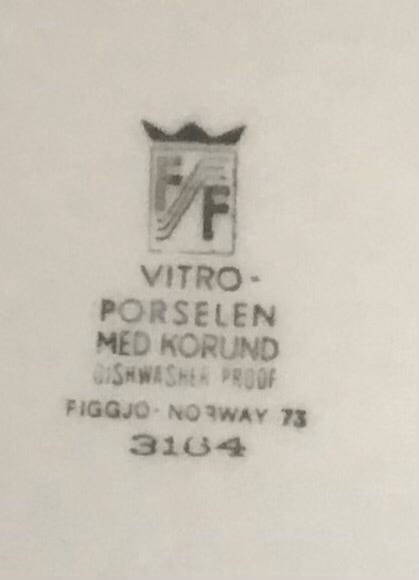 FF
VITRO-
PORSELEN
MED KORUND
DISHWASHER PROOF
FIGGJO - NORWAY 73
3164